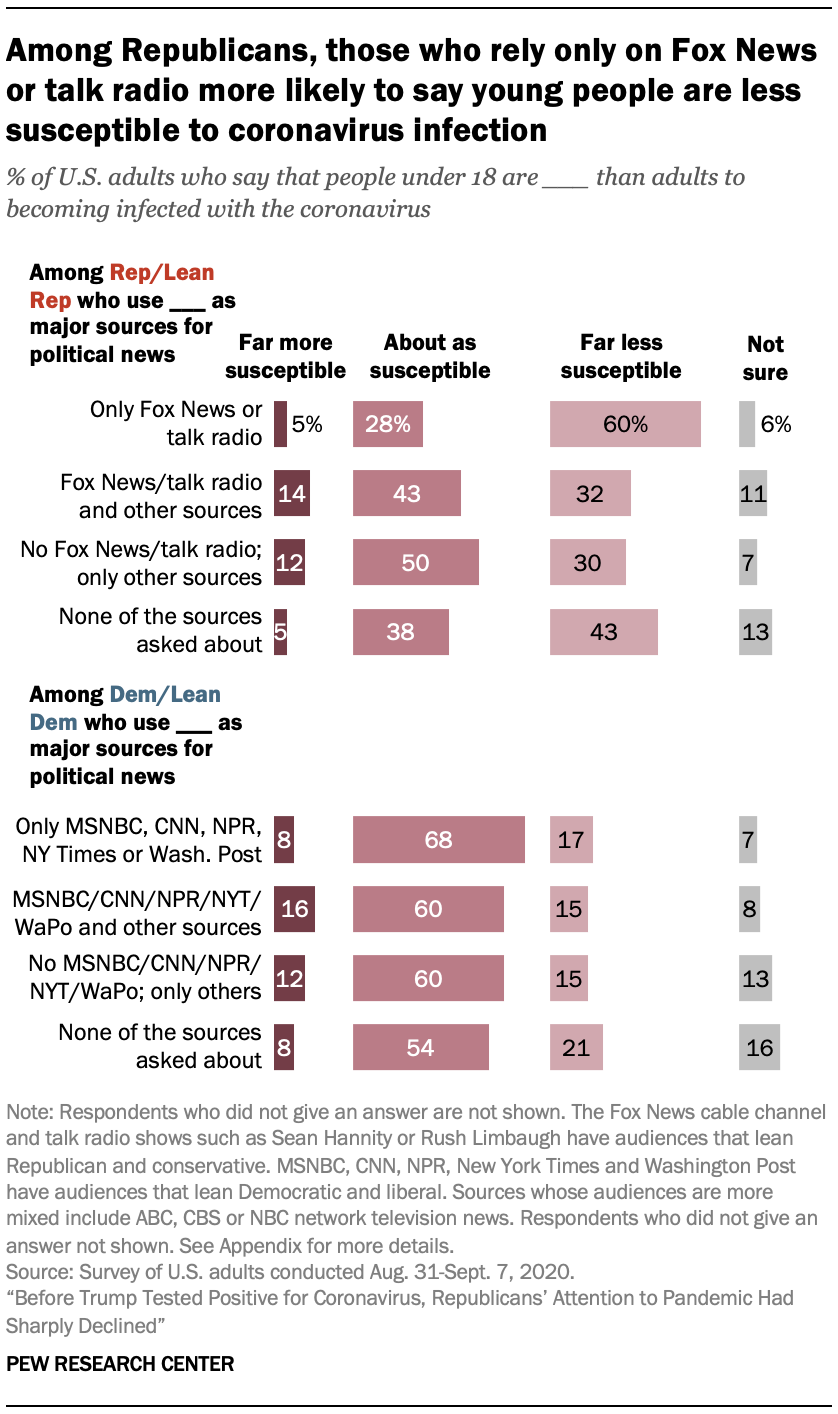 Among Republicans, those who rely only on Fox News
or talk radio more likely to say young people are less
susceptible to coronavirus infection
% of U.S. adults who say that people under 18 are ___ than adults to
becoming infected with the coronavirus
Among Rep/Lean
Rep who use ___ as
major sources for
political news
Far more
susceptible
About as
susceptible
Far less
susceptible
Not
sure
Only Fox News or
talk radio
5% 28% 60% 6%
Fox News/talk radio
and other sources
14 43 32 11
No Fox News/talk radio;
only other sources
12 50 30 7
None of the sources
asked about
5 38 43 13
Among Dem/Lean
Dem who use ___ as
major sources for
political news
Only MSNBC, CNN, NPR,
NY Times or Wash. Post
8 68 17 7
MSNBC/CNN/NPR/NYT/
WaPo and other sources
16 60 15 8
No MSNBC/CNN/NPR/
NYT/WaPo; only others
12 60 15 13
None of the sources
asked about
8 54 21 16
Note: Respondents who did not give an answer are not shown. The Fox News cable channel
and talk radio shows such as Sean Hannity or Rush Limbaugh have audiences that lean
Republican and conservative. MSNBC, CNN, NPR, New York Times and Washington Post
have audiences that lean Democratic and liberal. Sources whose audiences are more
mixed include ABC, CBS or NBC network television news. Respondents who did not give an
answer not shown. See Appendix for more details.
Source: Survey of U.S. adults conducted Aug. 31-Sept. 7, 2020.
“Before Trump Tested Positive for Coronavirus, Republicans’ Attention to Pandemic Had
Sharply Declined”
PEW RESEARCH CENTER